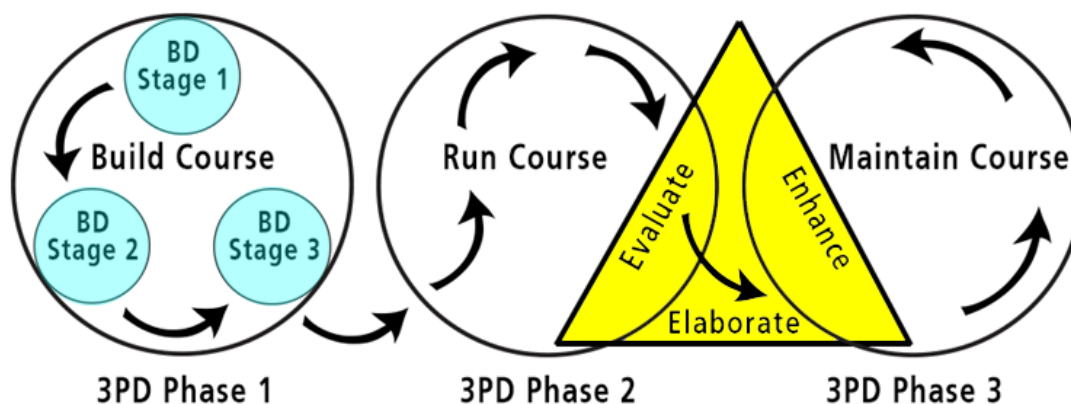 BD
Stage 1
Build Course
BD
Stage 2
BD
Stage 3
3PD Phase 1
Run Course
Evaluate
Elaborate
Enhance
3PD Phase 2
Maintain Course
3PD Phase 3